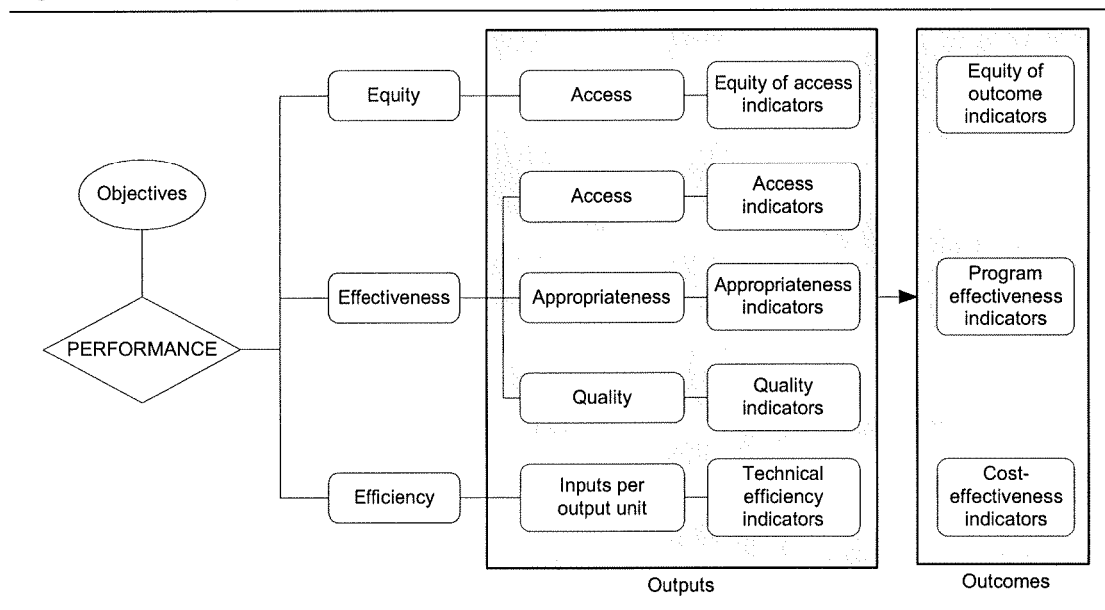 Objectives
PERFORMANCE
Equity
Effectiveness
Efficiency
Access
Equity of access
indicators
Access
Access
indicators
Appropriateness
Appropriateness
indicators
Quality
Quality
indicators
Inputs per
output unit
Technical
efficiency
indicators
Outputs
Equity of
outcome
indicators
Program
effectiveness
indicators
Cost-
effectiveness
indicators
Outcomes